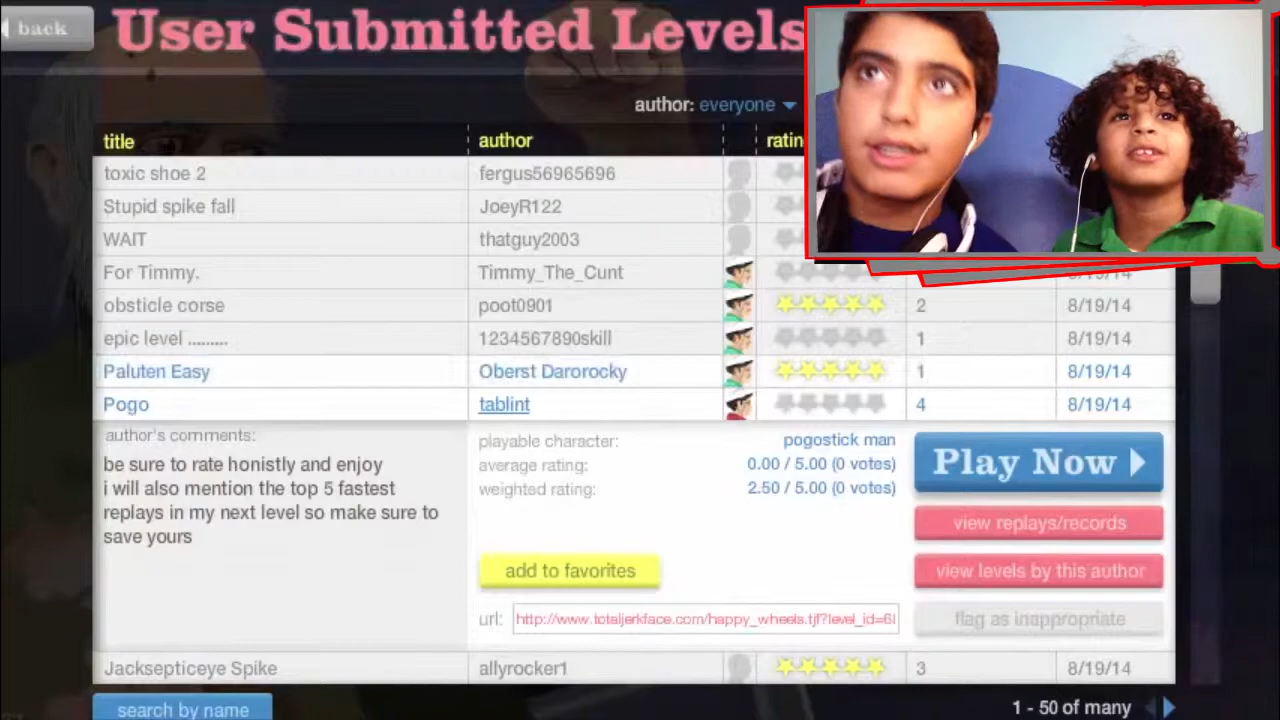 back
User Submitted Levels
author: everyone
title author
toxic shoe 2 fergus56965696
Stupid spike fall JoeyR122
WAIT thatguy2003
For Timmy. Timmy_The_Cunt 8/19/14
obsticle corse poot0901 2 8/19/14
epic level ......... 1234567890skill 1 8/19/14
Paluten Easy Oberst Darorocky 1 8/19/14
Pogo tablint 4 8/19/14
author's comments:
be sure to rate honistly and enjoy
i will also mention the top 5 fastest
replays in my next level so make sure to
save yours
playable character: pogostick man
average rating: 0.00 / 5.00 (0 votes)
weighted rating: 2.50 / 5.00 (0 votes)
add to favorites
url: http://www.totaljerkface.com/happy_wheels.tjf?level_id=6
Play Now
view replays/records
view levels by this author
flag as inappropriate
Jacksepticeye Spike allyrocker1 3 8/19/14
search by name
1 - 50 of many